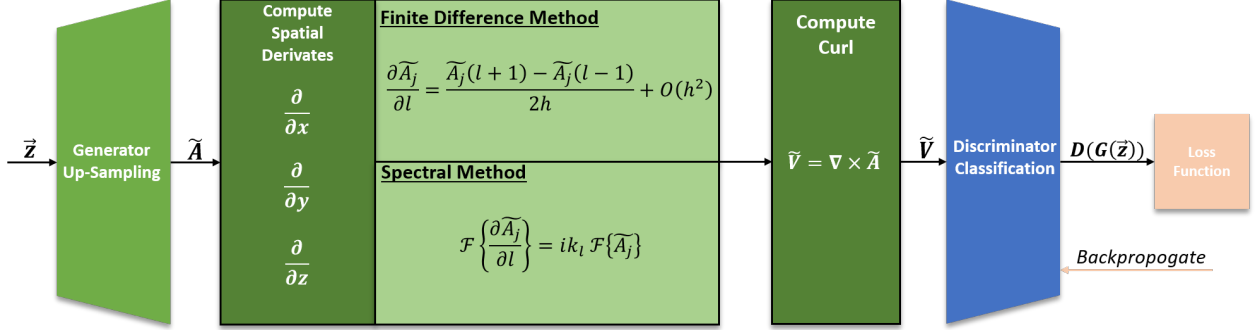 z⃗
Generator
Up-Sampling
Ã
Compute
Spatial
Derivates
∂/∂x
∂/∂y
∂/∂z
Finite Difference Method
∂Ã_j/∂l = (Ã_j(l + 1) − Ã_j(l − 1))/2h + O(h²)
Spectral Method
ℱ{∂Ã_j/∂l} = ik_l ℱ{Ã_j}
Compute
Curl
Ṽ = ∇ × Ã
Ṽ
Discriminator
Classification
D(G(z⃗))
Loss
Function
Backpropogate